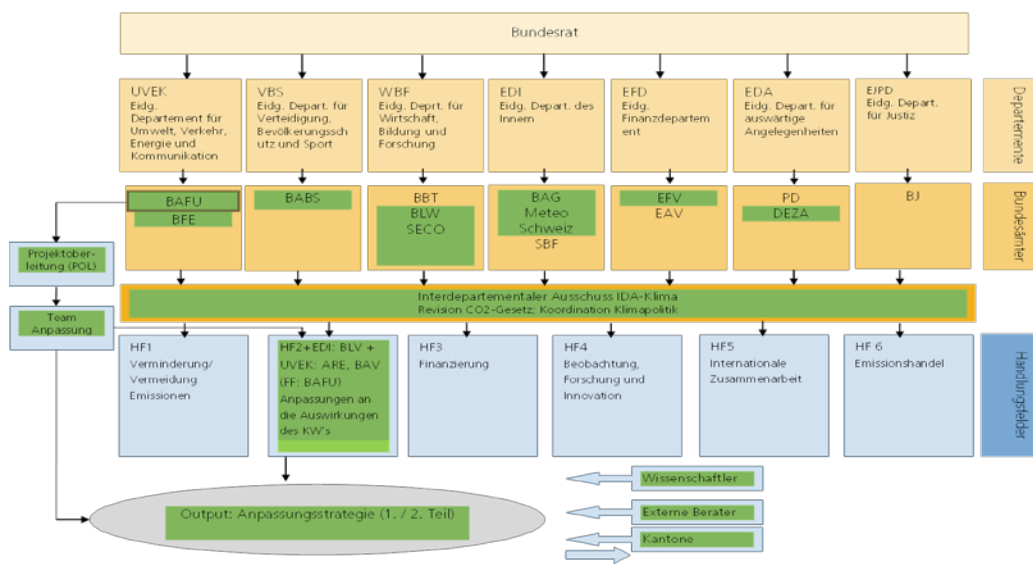 Bundesrat
UVEK
Eidg.
Departement für
Umwelt, Verkehr,
Energie und
Kommunikation
VBS
Eidg. Depart. für
Verteidigung,
Bevölkerungssch
utz und Sport
WBF
Eidg. Deprt. für
Wirtschaft,
Bildung und
Forschung
EDI
Eidg. Depart. des
Innern
EFD
Eidg.
Finanzdepartem
ent
EDA
Eidg. Depart. für
auswärtige
Angelegenheiten
EJPD
Eidg. Depart.
für Justiz
Departemente
BAFU
BFE
BABS
BBT
BLW
SECO
BAG
Meteo
Schweiz
SBF
EFV
EAV
PD
DEZA
BJ
Bundesämter
Projektober-
leitung (POL)
Team
Anpassung
Interdepartementaler Ausschuss IDA-Klima
Revision CO2-Gesetz; Koordination Klimapolitik
HF1
Verminderung/
Vermeidung
Emissionen
HF2+EDI: BLV +
UVEK: ARE, BAV
(FF: BAFU)
Anpassungen an
die Auswirkungen
des KW's
HF3
Finanzierung
HF4
Beobachtung,
Forschung und
Innovation
HF5
Internationale
Zusammenarbeit
HF 6
Emissionshandel
Handlungsfelder
Output: Anpassungsstrategie (1. / 2. Teil)
Wissenschaftler
Externe Berater
Kantone